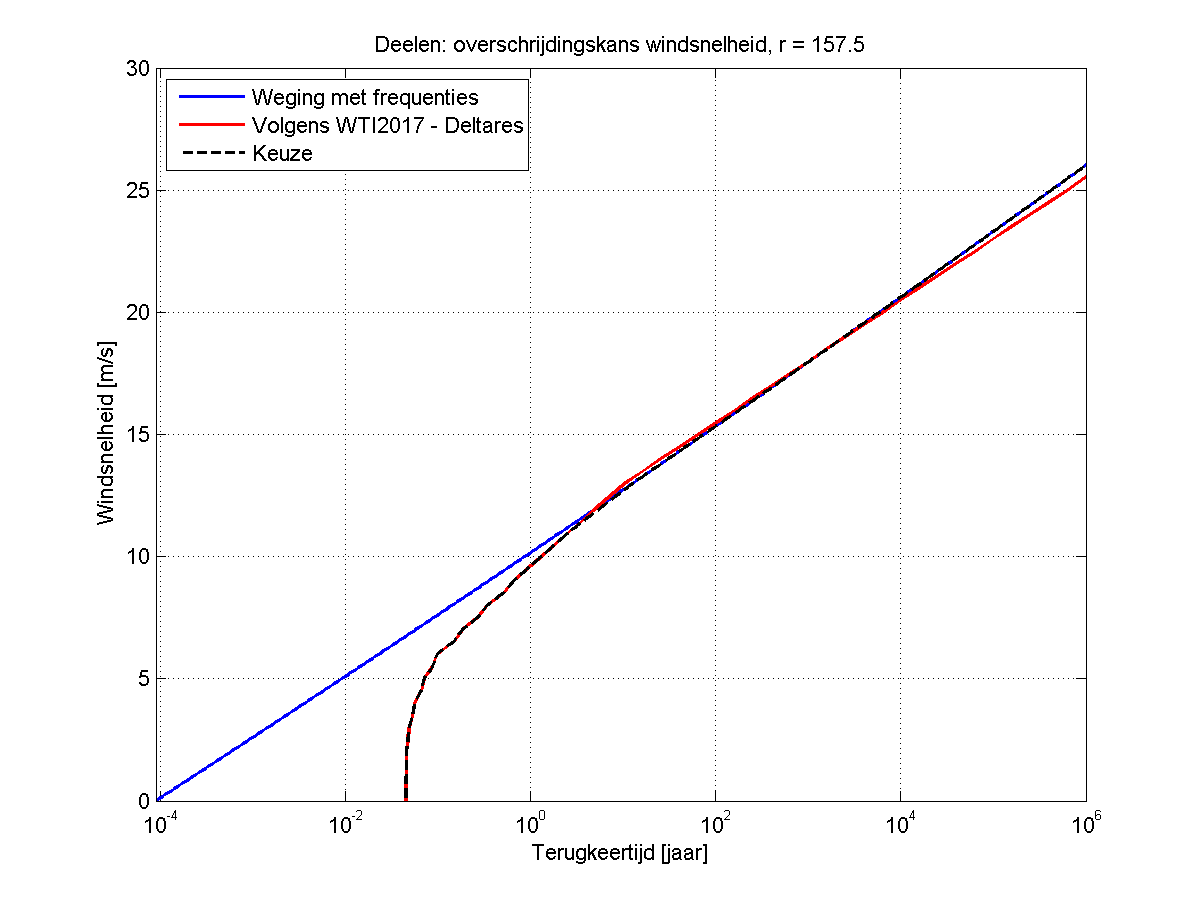 Deelen: overschrijdingskans windsnelheid, r = 157.5
30
25
20
15
10
5
0
Windsnelheid [m/s]
Weging met frequenties
Volgens WTI2017 - Deltares
Keuze
10^-4 10^-2 10^0 10^2 10^4 10^6
Terugkeertijd [jaar]